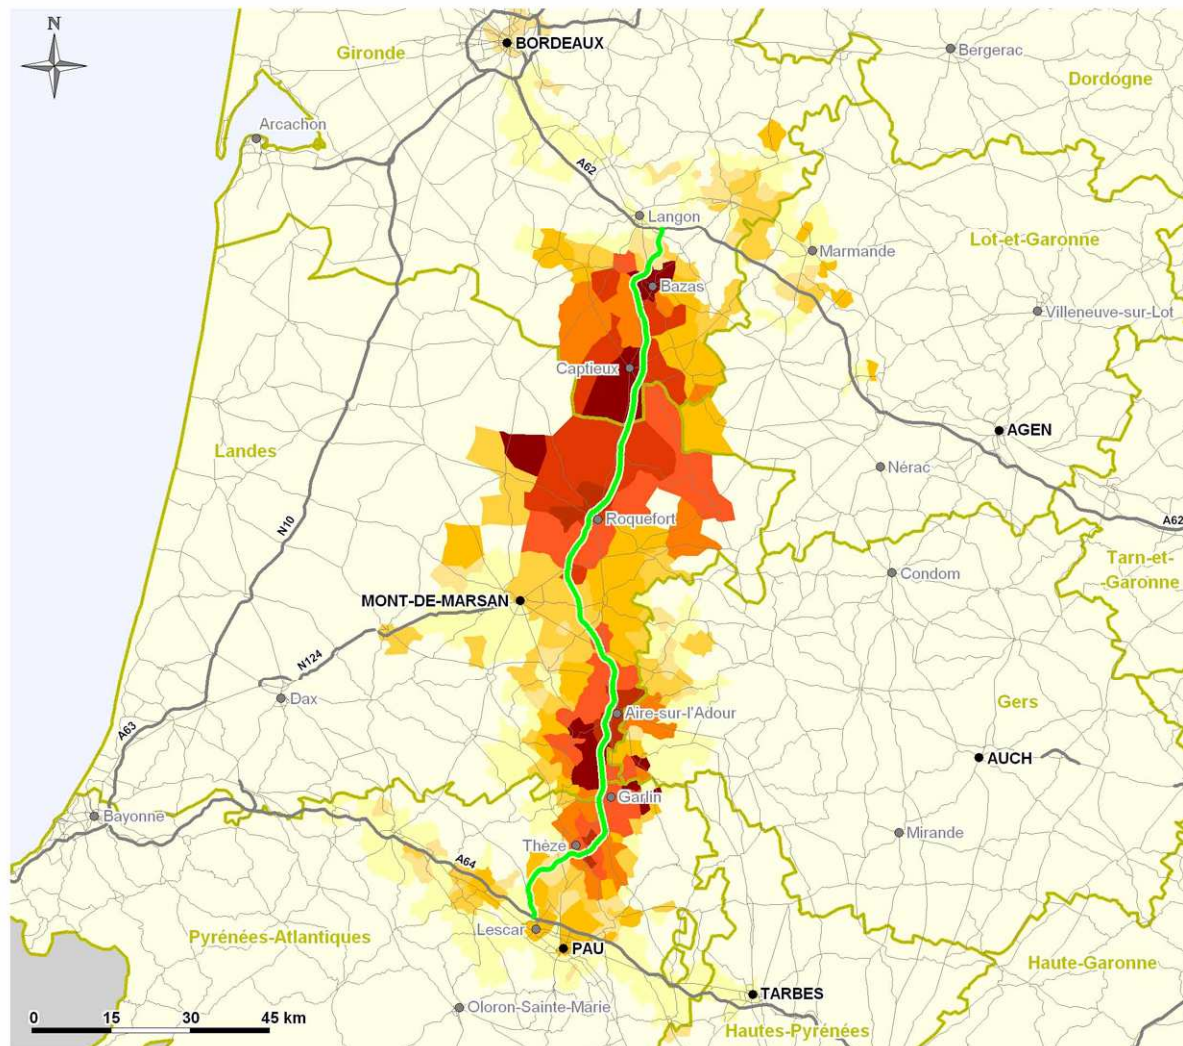 N
BORDEAUX
Gironde
Bergerac
Dordogne
Arcachon
A62
Langon
Lot-et-Garonne
Marmande
Bazas
Villeneuve-sur-Lot
Captieux
AGEN
Landes
Nérac
N10
Roquefort
A62
Tarn-et-
-Garonne
Condom
MONT-DE-MARSAN
N124
Dax
Gers
Aire-sur-l'Adour
A63
AUCH
Garlin
Bayonne
Mirande
Thèze
A64
Lescar
Pyrénées-Atlantiques
PAU
Haute-Garonne
TARBES
Oloron-Sainte-Marie
0 15 30 45 km
Hautes-Pyrénées